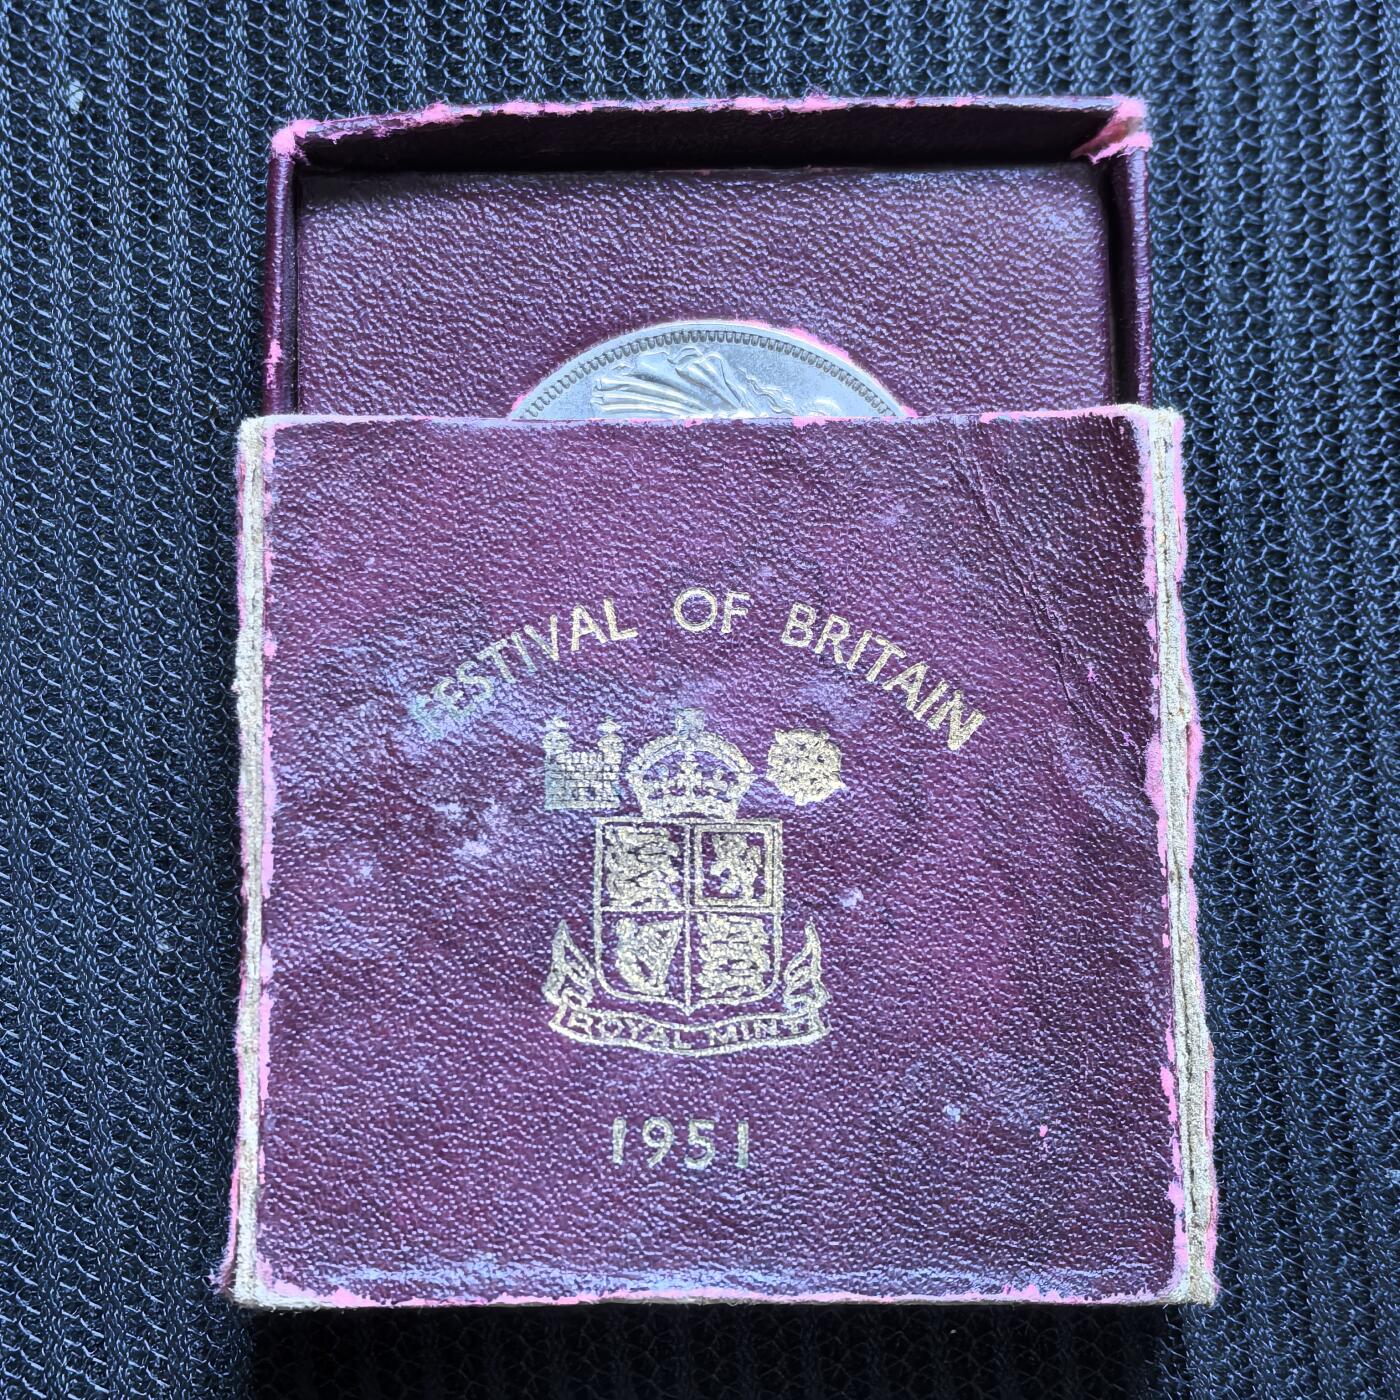 FESTIVAL OF BRITAIN
ROYAL MINT
1951